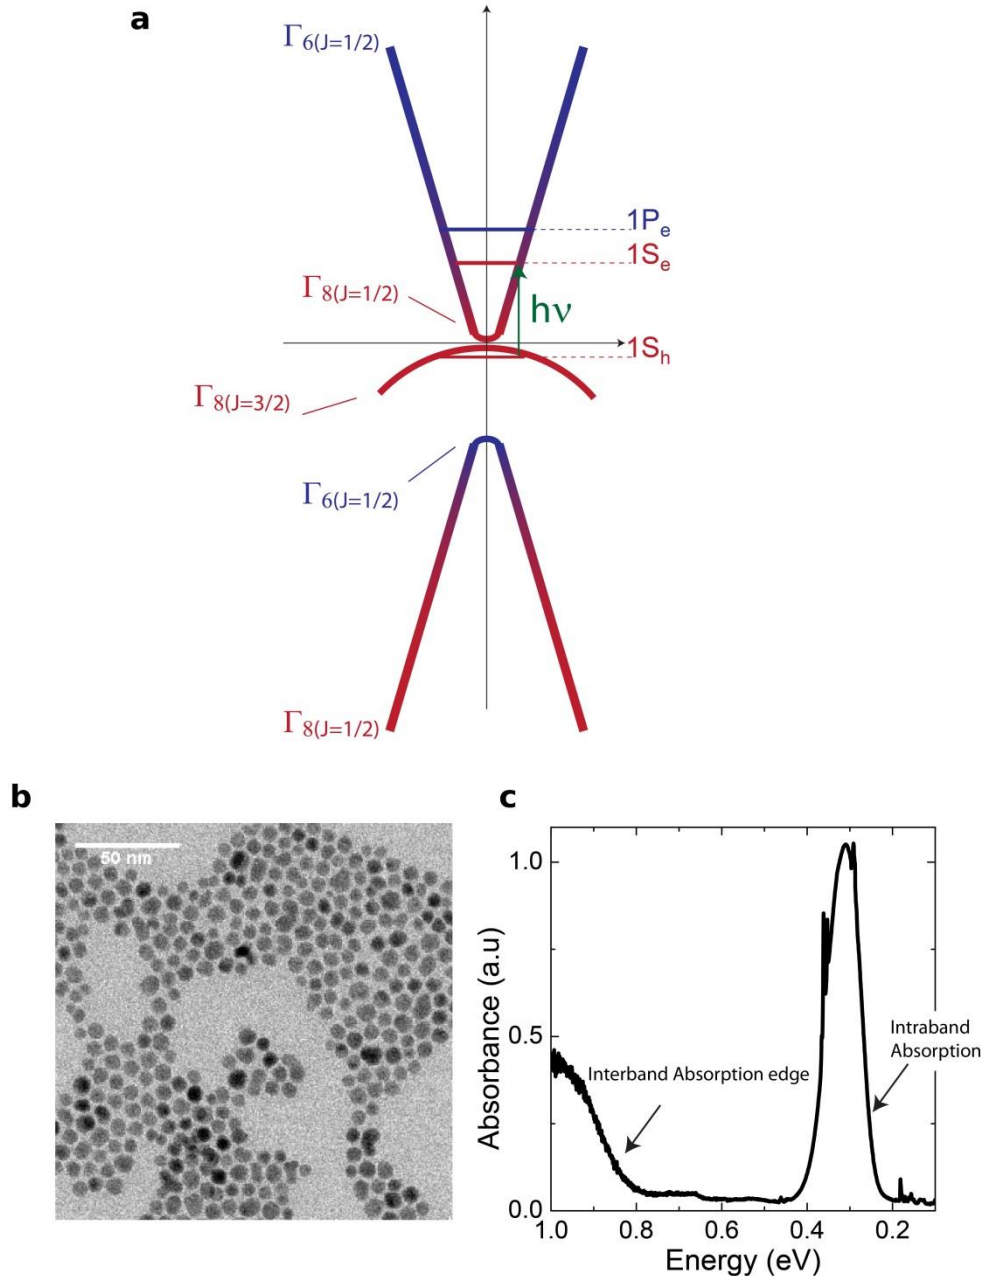 a
Γ6(J=1/2)
1Pe
1Se
Γ8(J=1/2)
hν
1Sh
Γ8(J=3/2)
Γ6(J=1/2)
Γ8(J=1/2)
b
50 nm
c
1.0
Absorbance (a.u)
Intraband
Absorption
0.5
Interband Absorption edge
0.0
1.0 0.8 0.6 0.4 0.2
Energy (eV)